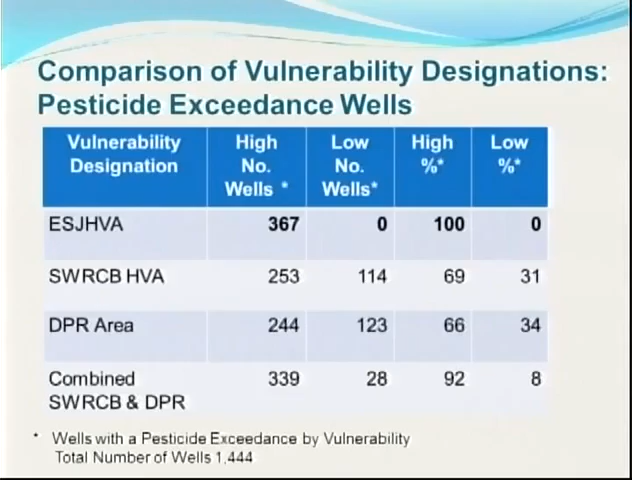 Comparison of Vulnerability Designations:
Pesticide Exceedance Wells
Vulnerability Designation High No. Wells * Low No. Wells* High %* Low %*
ESJHVA 367 0 100 0
SWRCB HVA 253 114 69 31
DPR Area 244 123 66 34
Combined SWRCB & DPR 339 28 92 8
* Wells with a Pesticide Exceedance by Vulnerability
Total Number of Wells 1,444